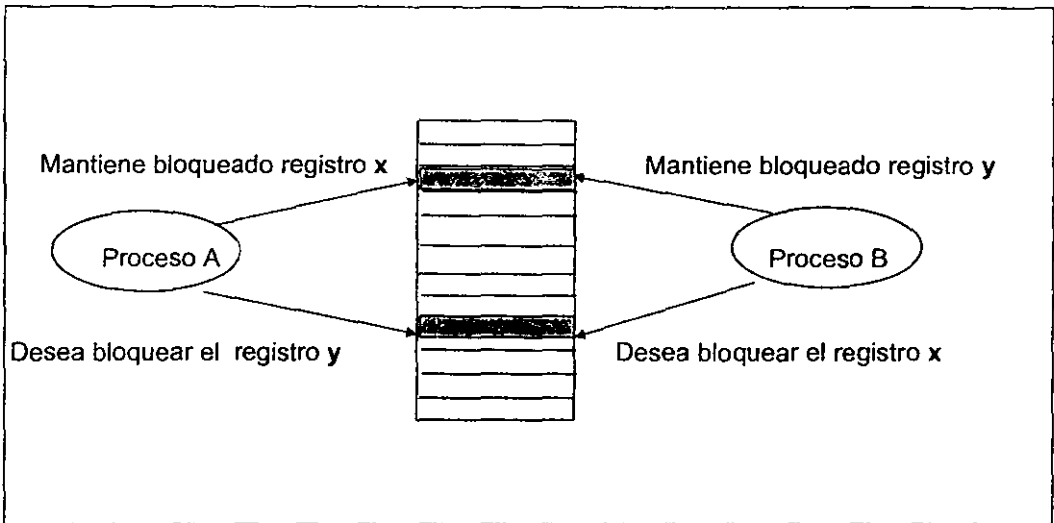 Mantiene bloqueado registro x
Mantiene bloqueado registro y
Proceso A
Proceso B
Desea bloquear el registro y
Desea bloquear el registro x